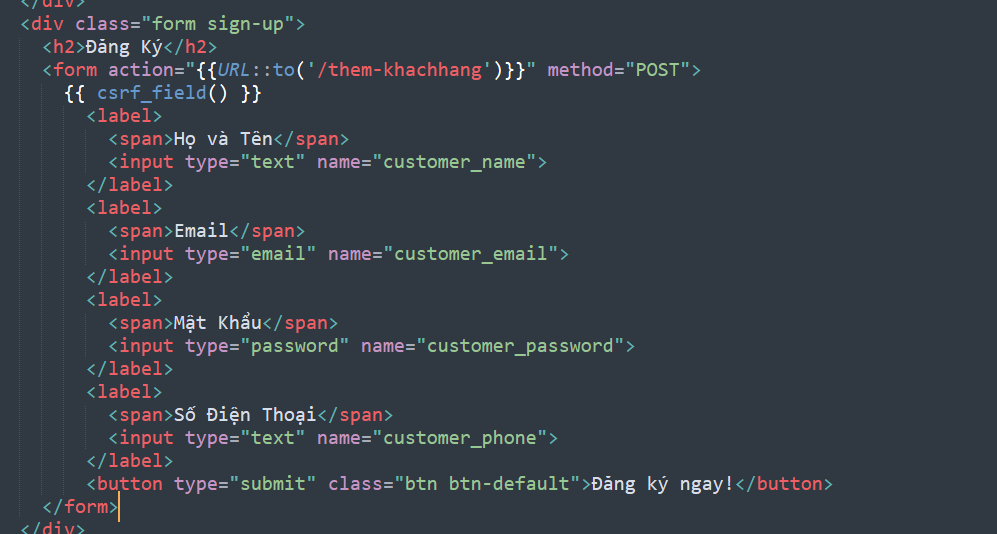 </div>
<div class="form sign-up">
<h2>Đăng Ký</h2>
<form action="{{URL::to('/them-khachhang')}}" method="POST">
{{ csrf_field() }}
<label>
<span>Họ và Tên</span>
<input type="text" name="customer_name">
</label>
<label>
<span>Email</span>
<input type="email" name="customer_email">
</label>
<label>
<span>Mật Khẩu</span>
<input type="password" name="customer_password">
</label>
<label>
<span>Số Điện Thoại</span>
<input type="text" name="customer_phone">
</label>
<button type="submit" class="btn btn-default">Đăng ký ngay!</button>
</form>
</div>